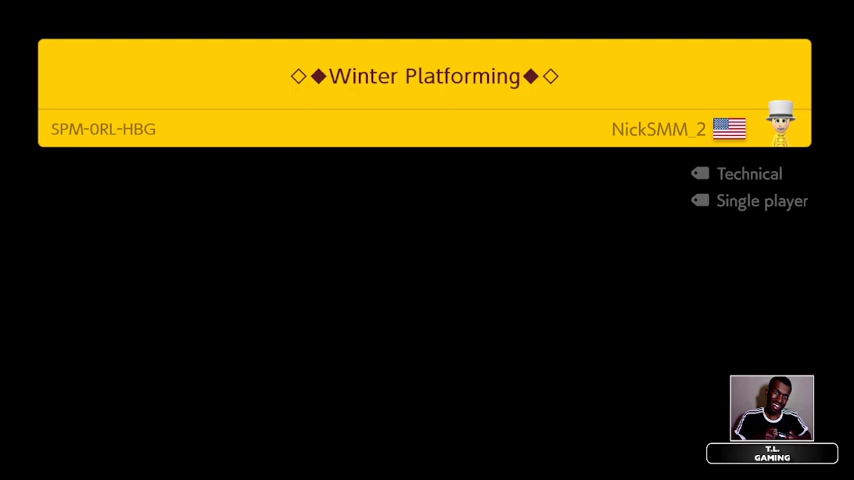 ◇◆Winter Platforming◆◇
SPM-0RL-HBG
NickSMM_2
Technical
Single player
T.L.
GAMING